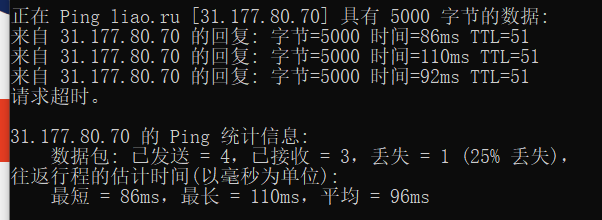 正在 Ping liao.ru [31.177.80.70] 具有 5000 字节的数据:
来自 31.177.80.70 的回复: 字节=5000 时间=86ms TTL=51
来自 31.177.80.70 的回复: 字节=5000 时间=110ms TTL=51
来自 31.177.80.70 的回复: 字节=5000 时间=92ms TTL=51
请求超时。
31.177.80.70 的 Ping 统计信息:
数据包: 已发送 = 4，已接收 = 3，丢失 = 1 (25% 丢失)，
往返行程的估计时间(以毫秒为单位):
最短 = 86ms，最长 = 110ms，平均 = 96ms